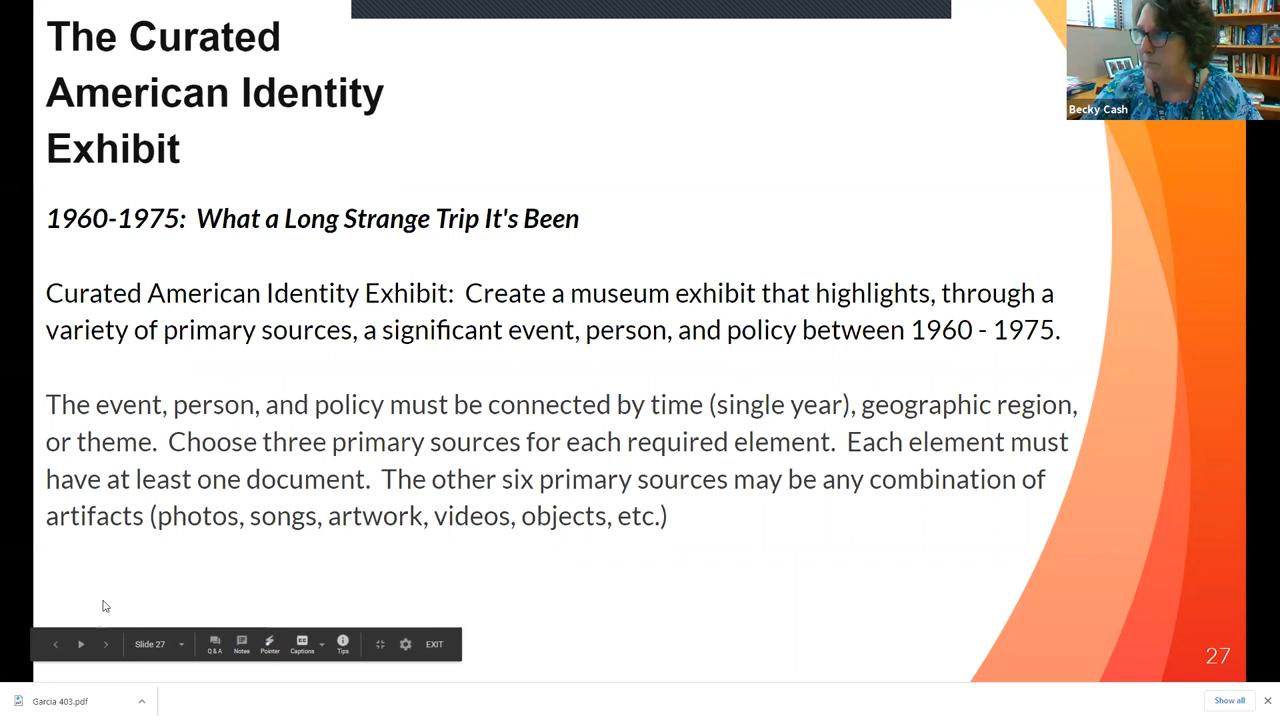 The Curated
American Identity
Exhibit
Becky Cash
1960-1975:  What a Long Strange Trip It's Been
Curated American Identity Exhibit:  Create a museum exhibit that highlights, through a
variety of primary sources, a significant event, person, and policy between 1960 - 1975.
The event, person, and policy must be connected by time (single year), geographic region,
or theme.  Choose three primary sources for each required element.  Each element must
have at least one document.  The other six primary sources may be any combination of
artifacts (photos, songs, artwork, videos, objects, etc.)
Slide 27
Q & A
Notes
Pointer
CC
Captions
Tips
EXIT
27
Garcia 403.pdf
Show all